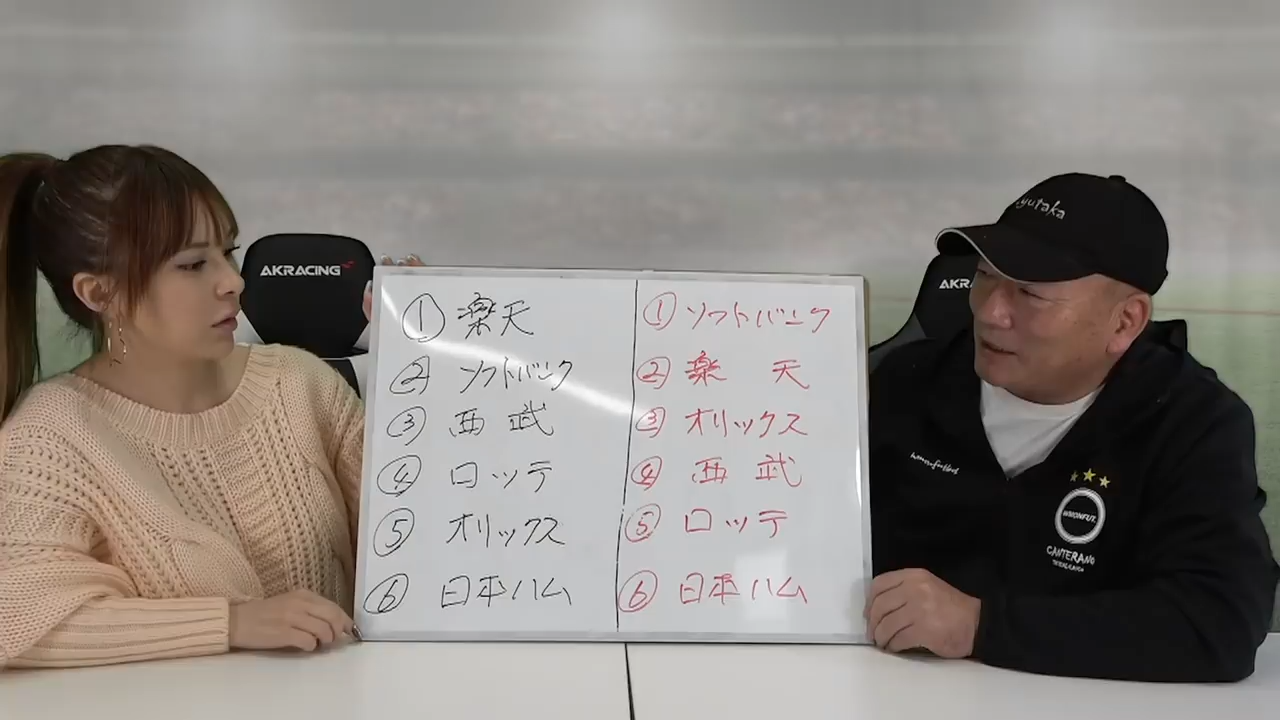 yutaka
AKRACING
AKR
① 楽天
② ソフトバンク
③ 西武
④ ロッテ
⑤ オリックス
⑥ 日本ハム
① ソフトバンク
② 楽天
③ オリックス
④ 西武
⑤ ロッテ
⑥ 日本ハム
WMONFUT.
CANTERANO